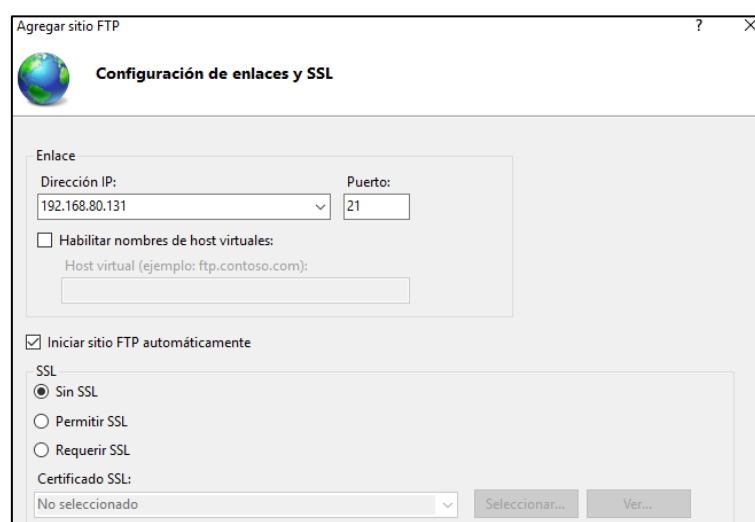 Agregar sitio FTP ?
Configuración de enlaces y SSL
Enlace
Dirección IP: Puerto:
192.168.80.131 21
Habilitar nombres de host virtuales:
Host virtual (ejemplo: ftp.contoso.com):
Iniciar sitio FTP automáticamente
SSL
Sin SSL
Permitir SSL
Requerir SSL
Certificado SSL:
No seleccionado Seleccionar... Ver...